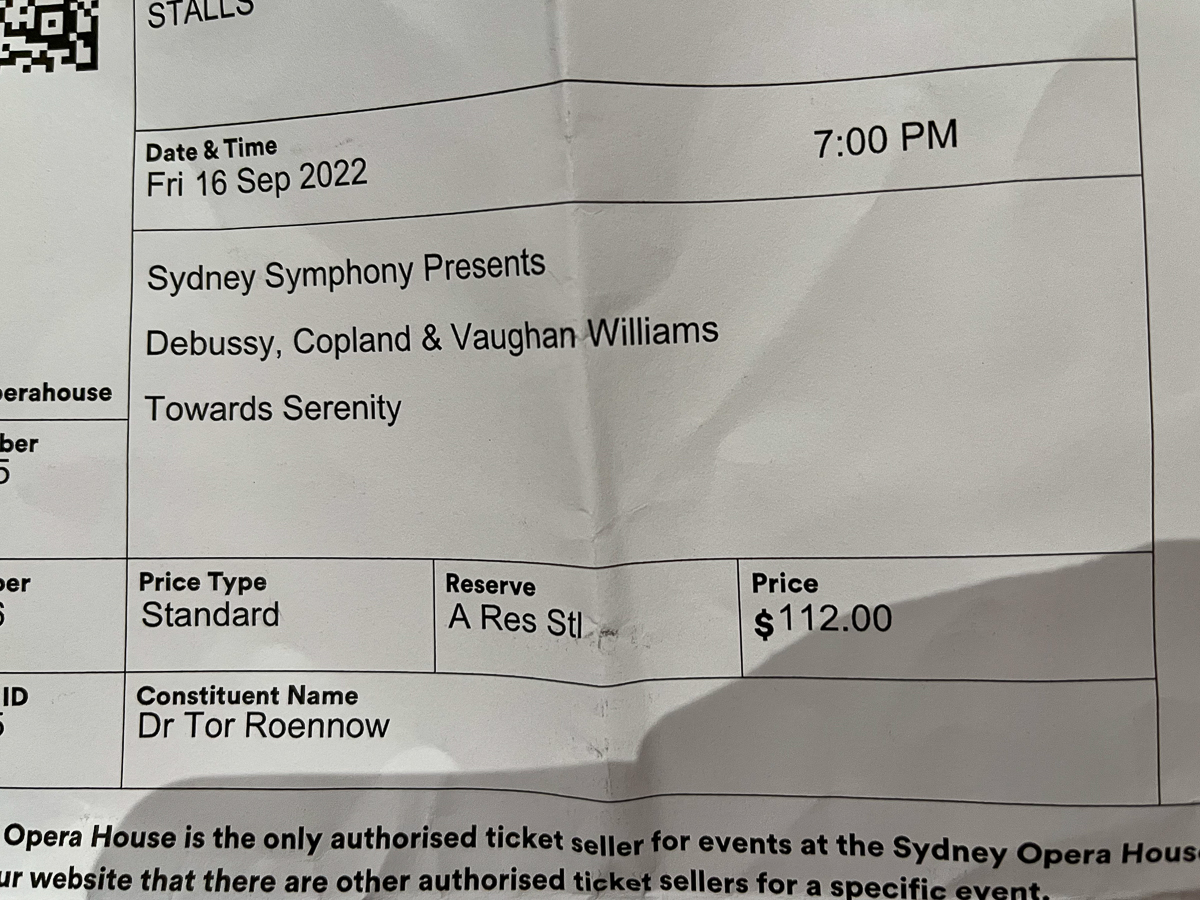 STALLS
Date & Time
Fri 16 Sep 2022
7:00 PM
Sydney Symphony Presents
Debussy, Copland & Vaughan Williams
Towards Serenity
erahouse
ber
5
Price Type
Standard
Reserve
A Res Stl
Price
$112.00
ID
Constituent Name
Dr Tor Roennow
Opera House is the only authorised ticket seller for events at the Sydney Opera Hous
ur website that there are other authorised ticket sellers for a specific event.